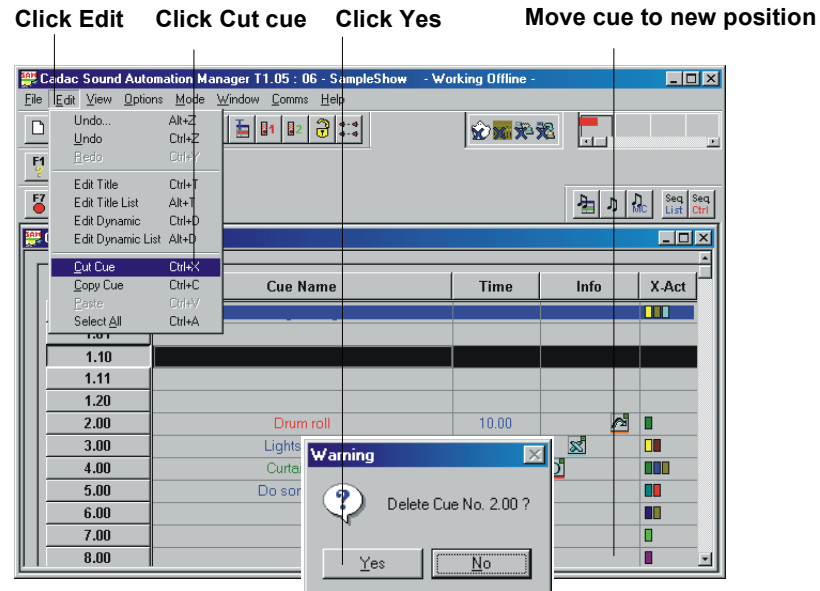 Click Edit Click Cut cue Click Yes Move cue to new position
Cadac Sound Automation Manager T1.05 : 06 - SampleShow - Working Offline -
File Edit View Options Mode Window Comms Help
Undo... Alt+Z
Undo Ctrl+Z
Redo Ctrl+Y
Edit Title Ctrl+T
Edit Title List Alt+T
Edit Dynamic Ctrl+D
Edit Dynamic List Alt+D
Cut Cue Ctrl+X
Copy Cue Ctrl+C
Paste Ctrl+V
Select All Ctrl+A
1 2
F1
F7
MC Seq List Seq Ctrl
Cue Name Time Info X-Act
1.01
1.10
1.11
1.20
2.00 Drum roll 10.00
3.00 Lights
4.00
5.00 Do
6.00
7.00
8.00
Warning
Delete Cue No. 2.00 ?
Yes No